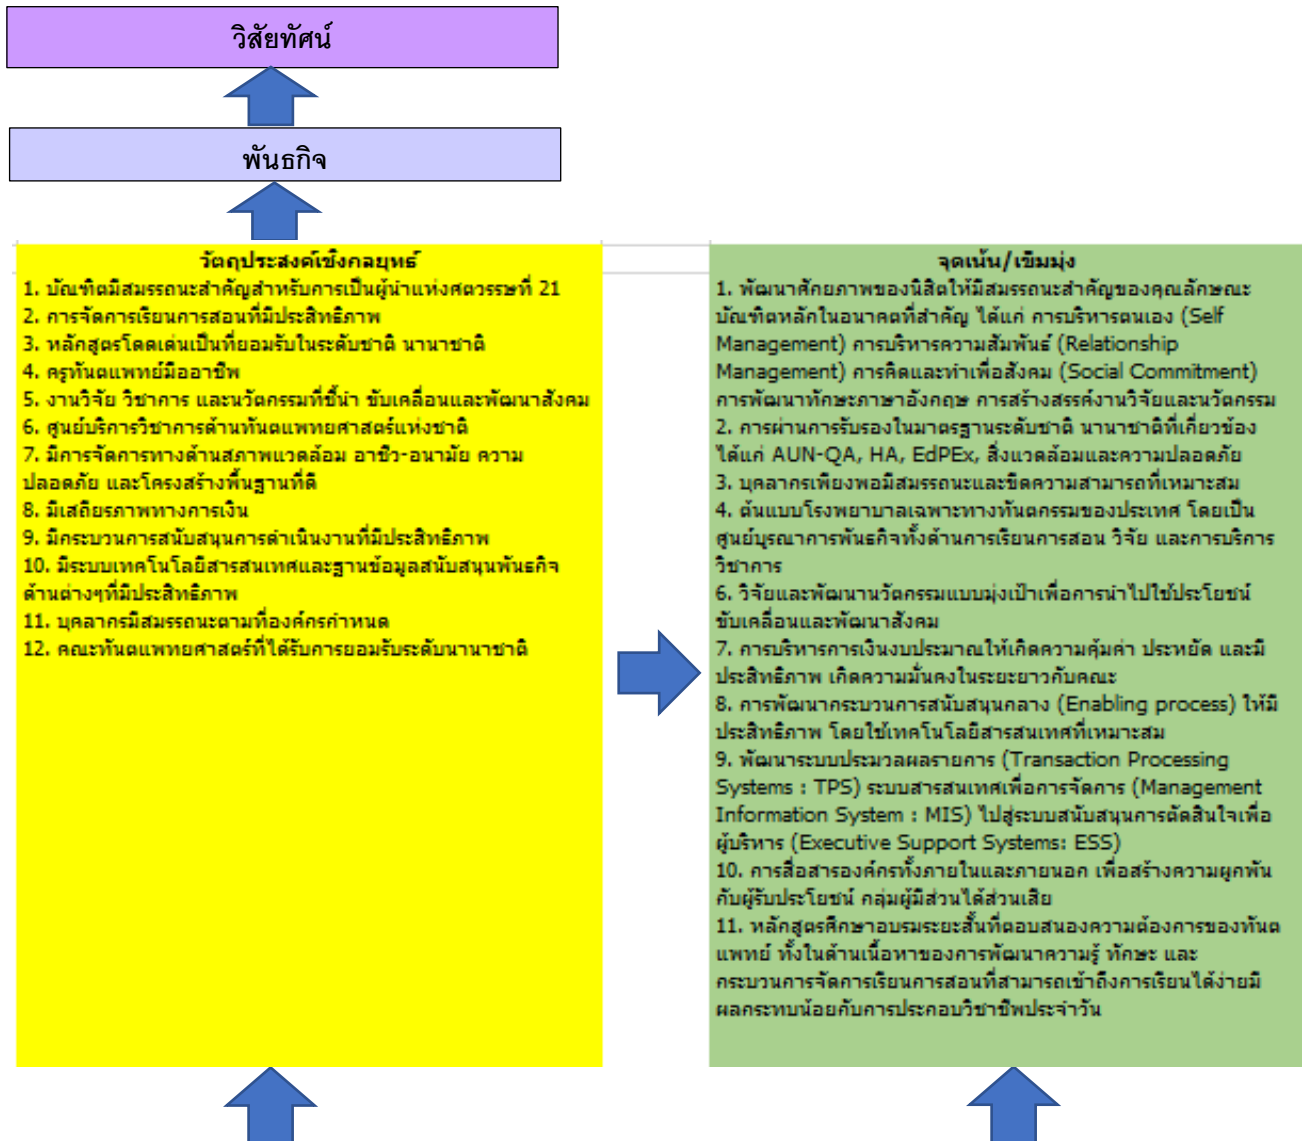 วิสัยทัศน์
พันธกิจ
วัตถุประสงค์เชิงกลยุทธ์
1. บัณฑิตมีสมรรถนะสำคัญสำหรับการเป็นผู้นำแห่งศตวรรษที่ 21
2. การจัดการเรียนการสอนที่มีประสิทธิภาพ
3. หลักสูตรโดดเด่นเป็นที่ยอมรับในระดับชาติ นานาชาติ
4. ครูทันตแพทย์มืออาชีพ
5. งานวิจัย วิชาการ และนวัตกรรมที่ชี้นำ ขับเคลื่อนและพัฒนาสังคม
6. ศูนย์บริการวิชาการด้านทันตแพทยศาสตร์แห่งชาติ
7. มีการจัดการทางด้านสภาพแวดล้อม อาชีว-อนามัย ความ
ปลอดภัย และโครงสร้างพื้นฐานที่ดี
8. มีเสถียรภาพทางการเงิน
9. มีกระบวนการสนับสนุนการดำเนินงานที่มีประสิทธิภาพ
10. มีระบบเทคโนโลยีสารสนเทศและฐานข้อมูลสนับสนุนพันธกิจ
ด้านต่างๆที่มีประสิทธิภาพ
11. บุคลากรมีสมรรถนะตามที่องค์กรกำหนด
12. คณะทันตแพทยศาสตร์ที่ได้รับการยอมรับระดับนานาชาติ
จุดเน้น/เข็มมุ่ง
1. พัฒนาศักยภาพของนิสิตให้มีสมรรถนะสำคัญของคุณลักษณะ
บัณฑิตหลักในอนาคตที่สำคัญ ได้แก่ การบริหารตนเอง (Self
Management) การบริหารความสัมพันธ์ (Relationship
Management) การคิดและทำเพื่อสังคม (Social Commitment)
การพัฒนาทักษะภาษาอังกฤษ การสร้างสรรค์งานวิจัยและนวัตกรรม
2. การผ่านการรับรองในมาตรฐานระดับชาติ นานาชาติที่เกี่ยวข้อง
ได้แก่ AUN-QA, HA, EdPEx, สิ่งแวดล้อมและความปลอดภัย
3. บุคลากรเพียงพอมีสมรรถนะและขีดความสามารถที่เหมาะสม
4. ต้นแบบโรงพยาบาลเฉพาะทางทันตกรรมของประเทศ โดยเป็น
ศูนย์บูรณาการพันธกิจทั้งด้านการเรียนการสอน วิจัย และการบริการ
วิชาการ
6. วิจัยและพัฒนานวัตกรรมแบบมุ่งเป้าเพื่อการนำไปใช้ประโยชน์
ขับเคลื่อนและพัฒนาสังคม
7. การบริหารการเงินงบประมาณให้เกิดความคุ้มค่า ประหยัด และมี
ประสิทธิภาพ เกิดความมั่นคงในระยะยาวกับคณะ
8. การพัฒนากระบวนการสนับสนุนกลาง (Enabling process) ให้มี
ประสิทธิภาพ โดยใช้เทคโนโลยีสารสนเทศที่เหมาะสม
9. พัฒนาระบบประมวลผลรายการ (Transaction Processing
Systems : TPS) ระบบสารสนเทศเพื่อการจัดการ (Management
Information System : MIS) ไปสู่ระบบสนับสนุนการตัดสินใจเพื่อ
ผู้บริหาร (Executive Support Systems: ESS)
10. การสื่อสารองค์กรทั้งภายในและภายนอก เพื่อสร้างความผูกพัน
กับผู้รับประโยชน์ กลุ่มผู้มีส่วนได้ส่วนเสีย
11. หลักสูตรศึกษาอบรมระยะสั้นที่ตอบสนองความต้องการของทันต
แพทย์ ทั้งในด้านเนื้อหาของการพัฒนาความรู้ ทักษะ และ
กระบวนการจัดการเรียนการสอนที่สามารถเข้าถึงการเรียนได้ง่ายมี
ผลกระทบน้อยกับการประกอบวิชาชีพประจำวัน